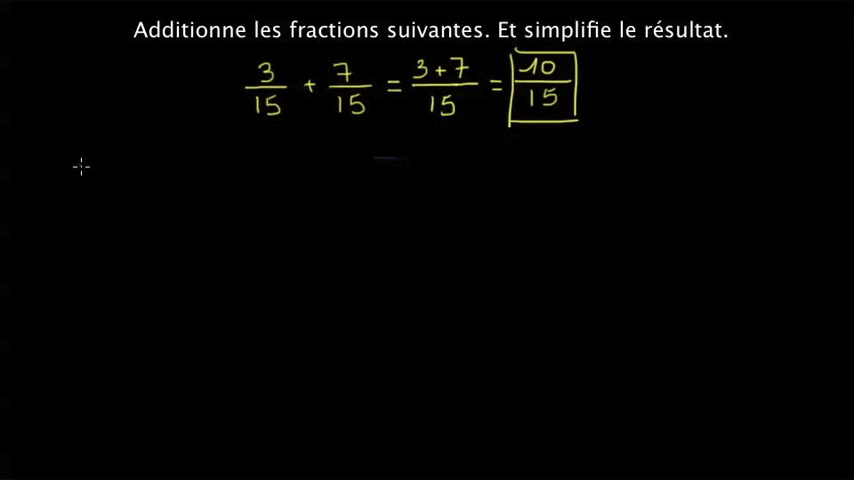 Additionne les fractions suivantes. Et simplifie le résultat.
3/15 + 7/15 = 3+7/15 = 10/15